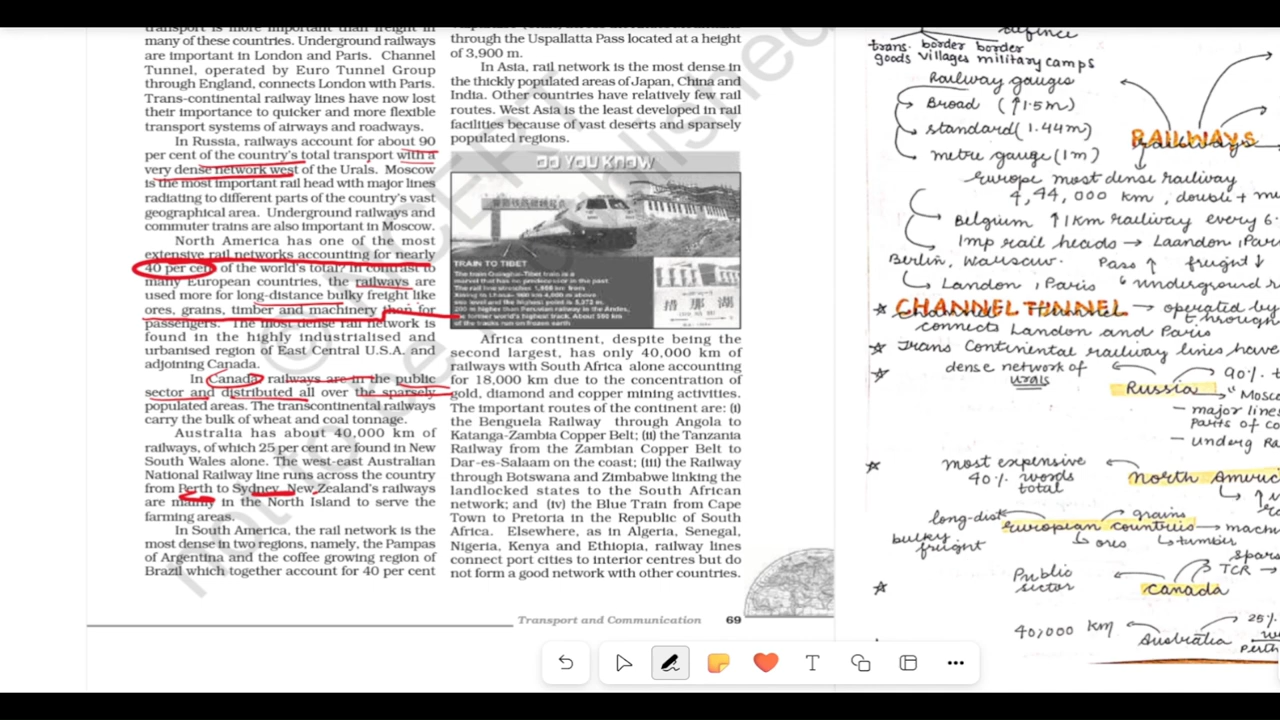 transport is more important than freight in
many of these countries. Underground railways
are important in London and Paris. Channel
Tunnel, operated by Euro Tunnel Group
through England, connects London with Paris.
Trans-continental railway lines have now lost
their importance to quicker and more flexible
transport systems of airways and roadways.
In Russia, railways account for about 90
per cent of the country's total transport with a
very dense network west of the Urals. Moscow
is the most important rail head with major lines
radiating to different parts of the country's vast
geographical area. Underground railways and
commuter trains are also important in Moscow.
North America has one of the most
extensive rail networks accounting for nearly
40 per cent of the world's total. In contrast to
many European countries, the railways are
used more for long-distance bulky freight like
ores, grains, timber and machinery than for
passengers. The most dense rail network is
found in the highly industrialised and
urbanised region of East Central U.S.A. and
adjoining Canada.
In Canada railways are in the public
sector and distributed all over the sparsely
populated areas. The transcontinental railways
carry the bulk of wheat and coal tonnage.
Australia has about 40,000 km of
railways, of which 25 per cent are found in New
South Wales alone. The west-east Australian
National Railway line runs across the country
from Perth to Sydney. New Zealand's railways
are mainly in the North Island to serve the
farming areas.
In South America, the rail network is the
most dense in two regions, namely, the Pampas
of Argentina and the coffee growing region of
Brazil which together account for 40 per cent
through the Uspallatta Pass located at a height
of 3,900 m.
In Asia, rail network is the most dense in
the thickly populated areas of Japan, China and
India. Other countries have relatively few rail
routes. West Asia is the least developed in rail
facilities because of vast deserts and sparsely
populated regions.
DO YOU KNOW
TRAIN TO TIBET
Africa continent, despite being the
second largest, has only 40,000 km of
railways with South Africa alone accounting
for 18,000 km due to the concentration of
gold, diamond and copper mining activities.
The important routes of the continent are: (i)
the Benguela Railway through Angola to
Katanga-Zambia Copper Belt; (ii) the Tanzania
Railway from the Zambian Copper Belt to
Dar-es-Salaam on the coast; (iii) the Railway
through Botswana and Zimbabwe linking the
landlocked states to the South African
network; and (iv) the Blue Train from Cape
Town to Pretoria in the Republic of South
Africa. Elsewhere, as in Algeria, Senegal,
Nigeria, Kenya and Ethiopia, railway lines
connect port cities to interior centres but do
not form a good network with other countries.
Transport and Communication 69
© NCERT
not to be republished
trans. border border
goods villages military camps
Railway gauges
Broad (↑1.5m)
standard (1.44m)
metre gauge (1m)
RAILWAYS
Europe most dense railway
4,44,000 km, double +
Belgium ↑ 1km railway every 6.
Imp rail heads → Laandon, Par
Berlin, Warsaw. Pass ↑ freight ↓
London, Paris underground
CHANNEL TUNNEL → operated by
through
connects Landon and Paris
Trans Continental railway lines have
dense network of
urals
Russia
90%
"Mosc
- major lines
parts of co
- underg Ra
most expensive
40% words
total
North Americ
long-dist
bulky
freight
European countries
grains
machin
ores
tumber
Public
sector
canada
spars
TCR →
40,000 km
Australia
25%
Perth
T